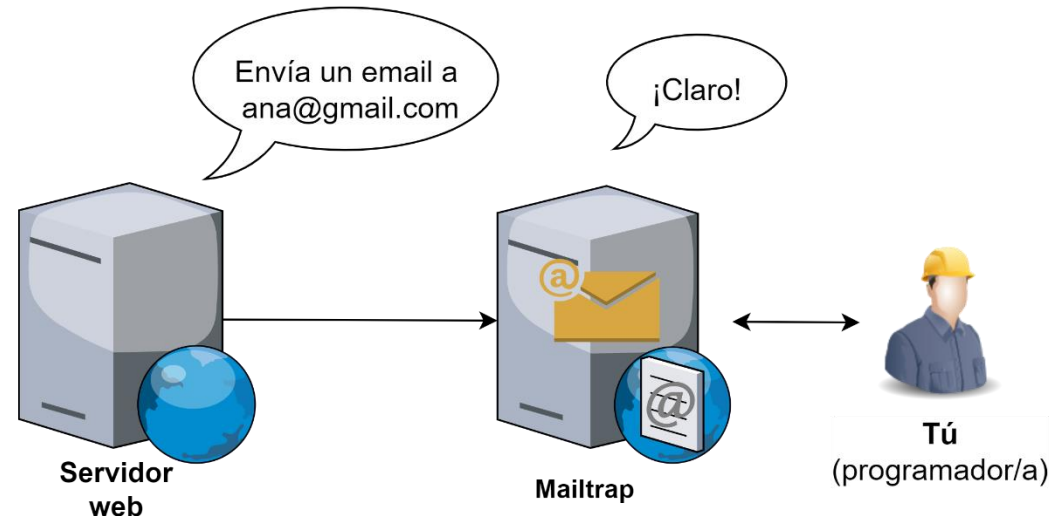 Envía un email a
ana@gmail.com
¡Claro!
Servidor
web
Mailtrap
Tú
(programador/a)